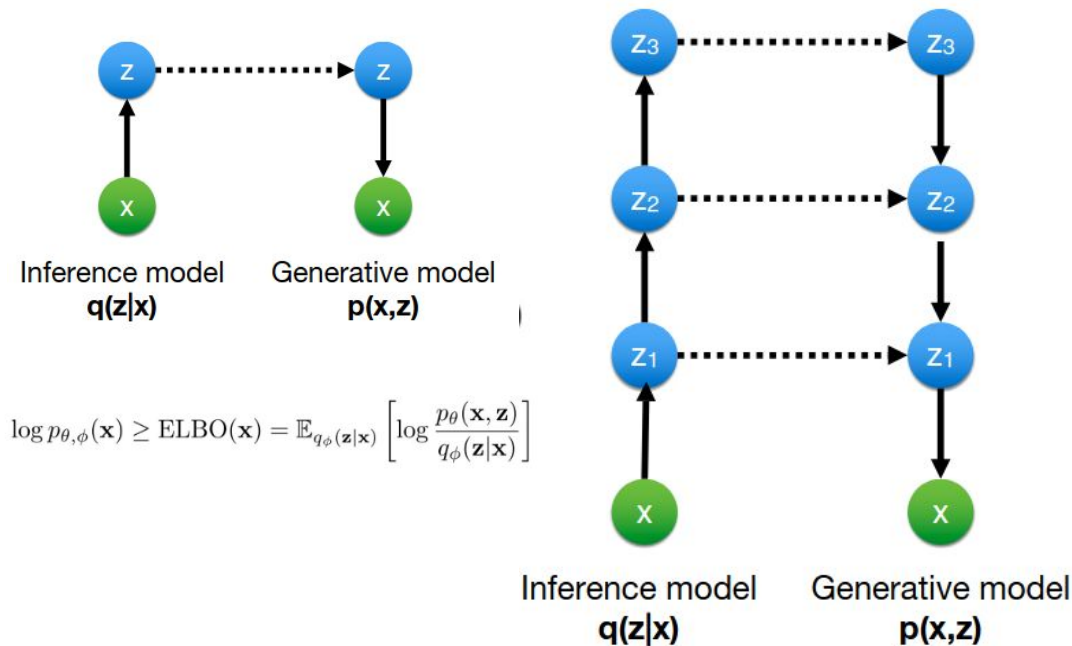 z z
x x
Inference model Generative model
q(z|x) p(x,z)
log p_{θ,ϕ}(x) ≥ ELBO(x) = 𝔼_{q_ϕ(z|x)} [ log p_θ(x, z) / q_ϕ(z|x) ]
z₃ z₃
z₂ z₂
)
z₁ z₁
x x
Inference model Generative model
q(z|x) p(x,z)